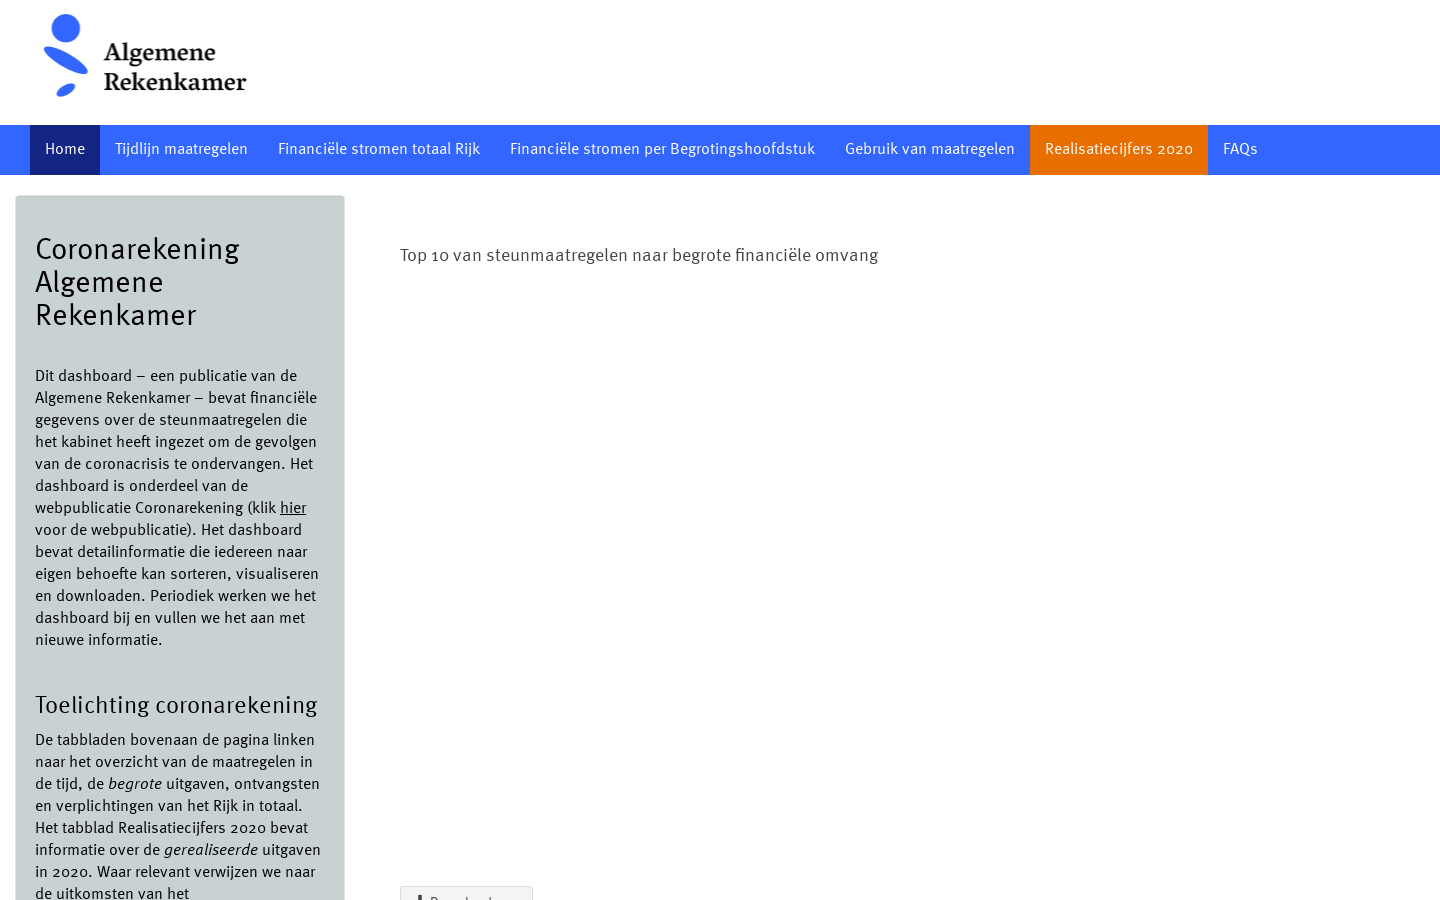 Algemene
Rekenkamer
Home Tijdlijn maatregelen Financiële stromen totaal Rijk Financiële stromen per Begrotingshoofdstuk Gebruik van maatregelen Realisatiecijfers 2020 FAQs
Coronarekening
Algemene
Rekenkamer
Dit dashboard – een publicatie van de
Algemene Rekenkamer – bevat financiële
gegevens over de steunmaatregelen die
het kabinet heeft ingezet om de gevolgen
van de coronacrisis te ondervangen. Het
dashboard is onderdeel van de
webpublicatie Coronarekening (klik hier
voor de webpublicatie). Het dashboard
bevat detailinformatie die iedereen naar
eigen behoefte kan sorteren, visualiseren
en downloaden. Periodiek werken we het
dashboard bij en vullen we het aan met
nieuwe informatie.
Toelichting coronarekening
De tabbladen bovenaan de pagina linken
naar het overzicht van de maatregelen in
de tijd, de begrote uitgaven, ontvangsten
en verplichtingen van het Rijk in totaal.
Het tabblad Realisatiecijfers 2020 bevat
informatie over de gerealiseerde uitgaven
in 2020. Waar relevant verwijzen we naar
de uitkomsten van het
Top 10 van steunmaatregelen naar begrote financiële omvang